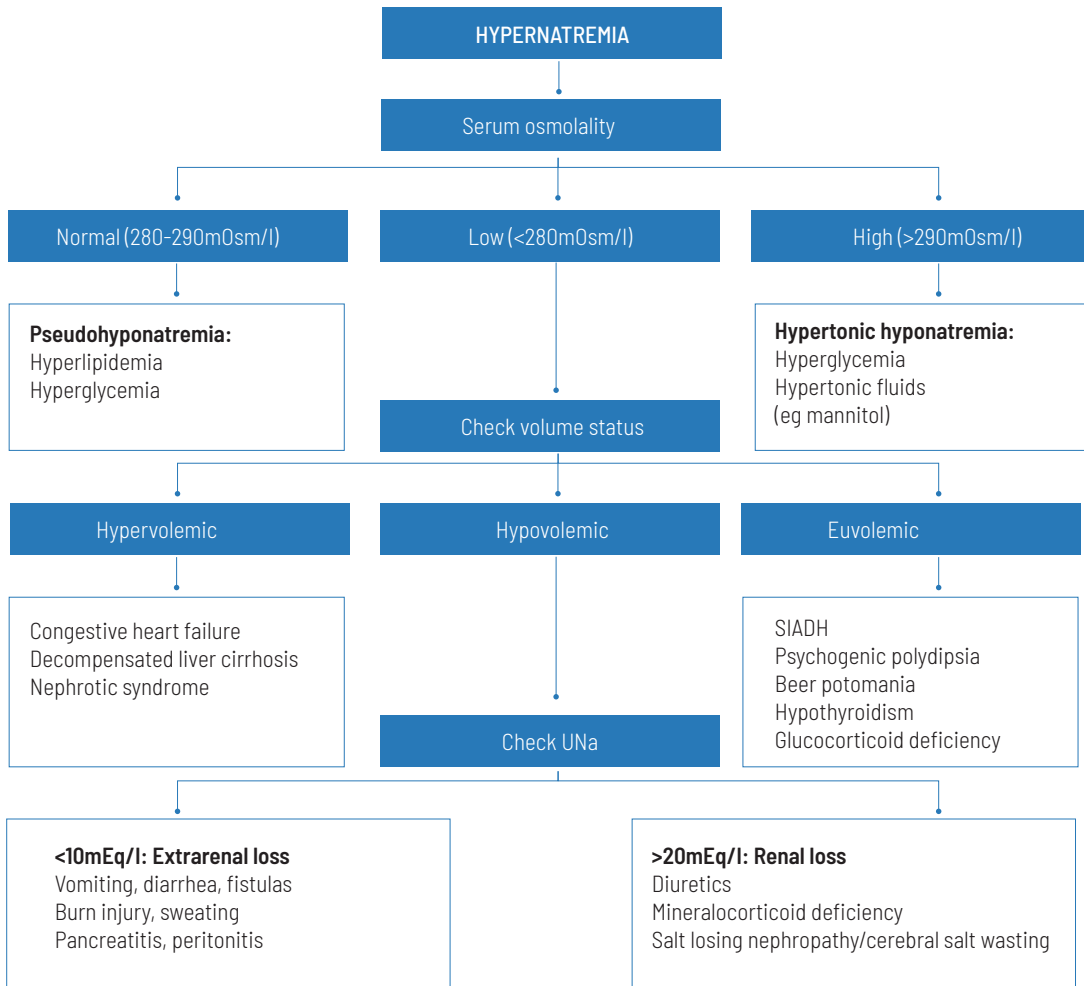 HYPERNATREMIA
Serum osmolality
Normal (280-290mOsm/l)
Low (<280mOsm/l)
High (>290mOsm/l)
Pseudohyponatremia:
Hyperlipidemia
Hyperglycemia
Hypertonic hyponatremia:
Hyperglycemia
Hypertonic fluids
(eg mannitol)
Check volume status
Hypervolemic
Hypovolemic
Euvolemic
Congestive heart failure
Decompensated liver cirrhosis
Nephrotic syndrome
SIADH
Psychogenic polydipsia
Beer potomania
Hypothyroidism
Glucocorticoid deficiency
Check UNa
<10mEq/l: Extrarenal loss
Vomiting, diarrhea, fistulas
Burn injury, sweating
Pancreatitis, peritonitis
>20mEq/l: Renal loss
Diuretics
Mineralocorticoid deficiency
Salt losing nephropathy/cerebral salt wasting